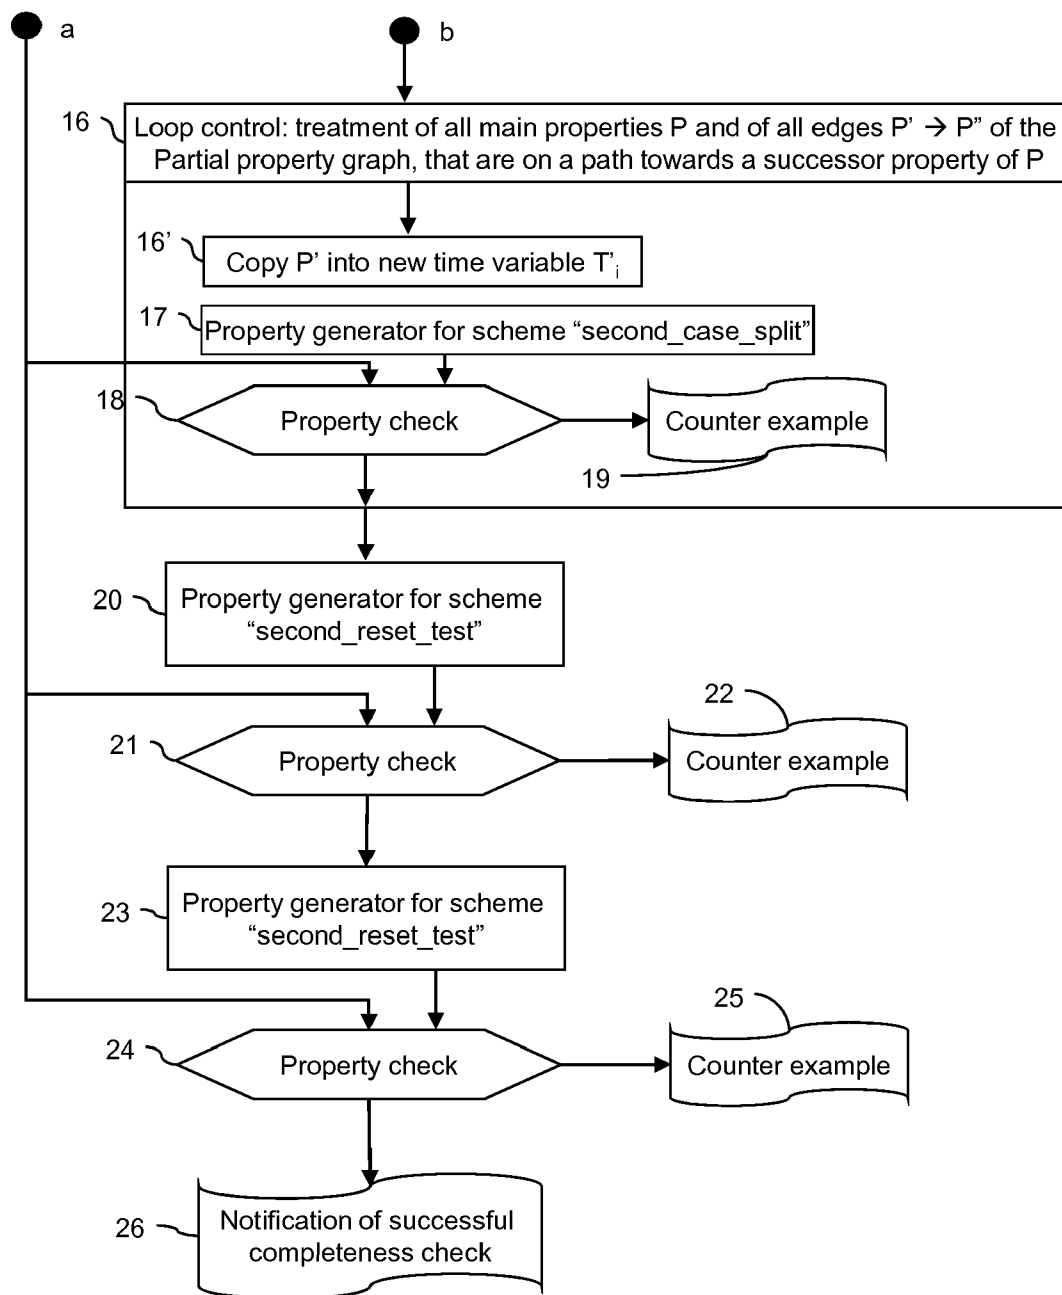 a
b
16
Loop control: treatment of all main properties P and of all edges P' → P" of the
Partial property graph, that are on a path towards a successor property of P
16'
Copy P' into new time variable T'i
17
Property generator for scheme “second_case_split”
18
Property check
Counter example
19
20
Property generator for scheme
“second_reset_test”
22
21
Property check
Counter example
23
Property generator for scheme
“second_reset_test”
25
24
Property check
Counter example
26
Notification of successful
completeness check